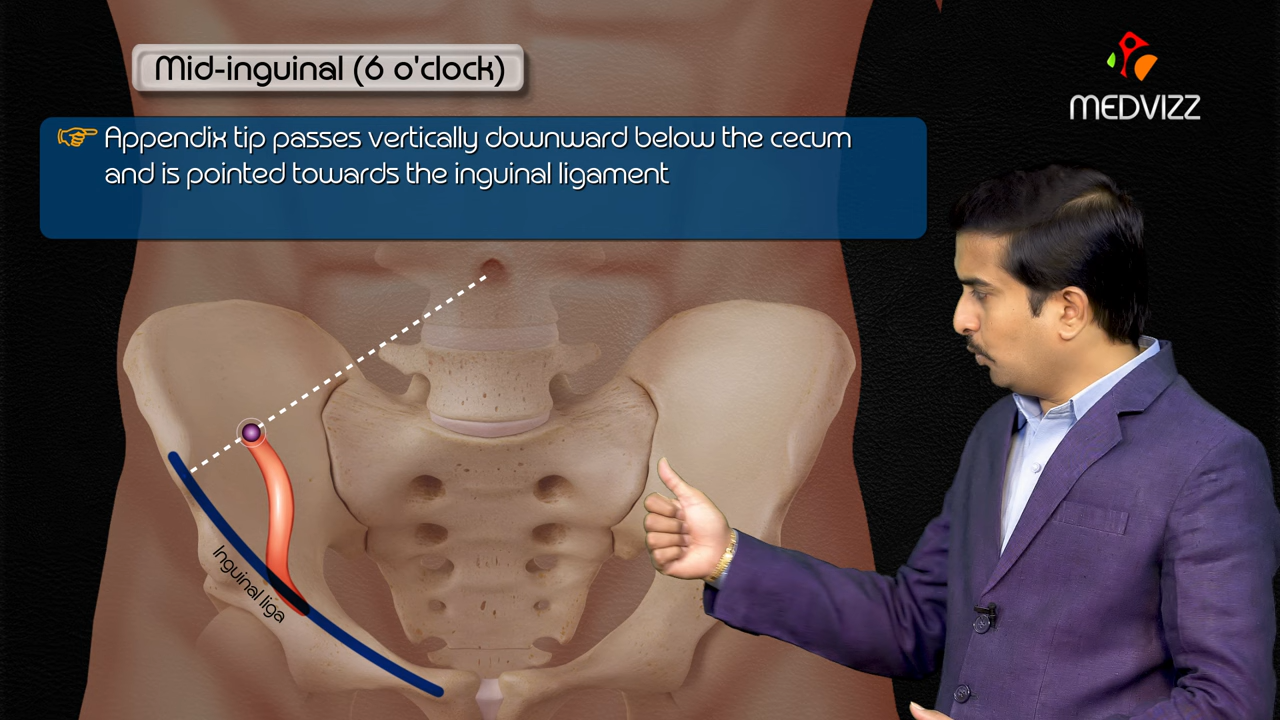 Mid-inguinal (6 o'clock)
MEDVIZZ
Appendix tip passes vertically downward below the cecum
and is pointed towards the inguinal ligament
Inguinal liga